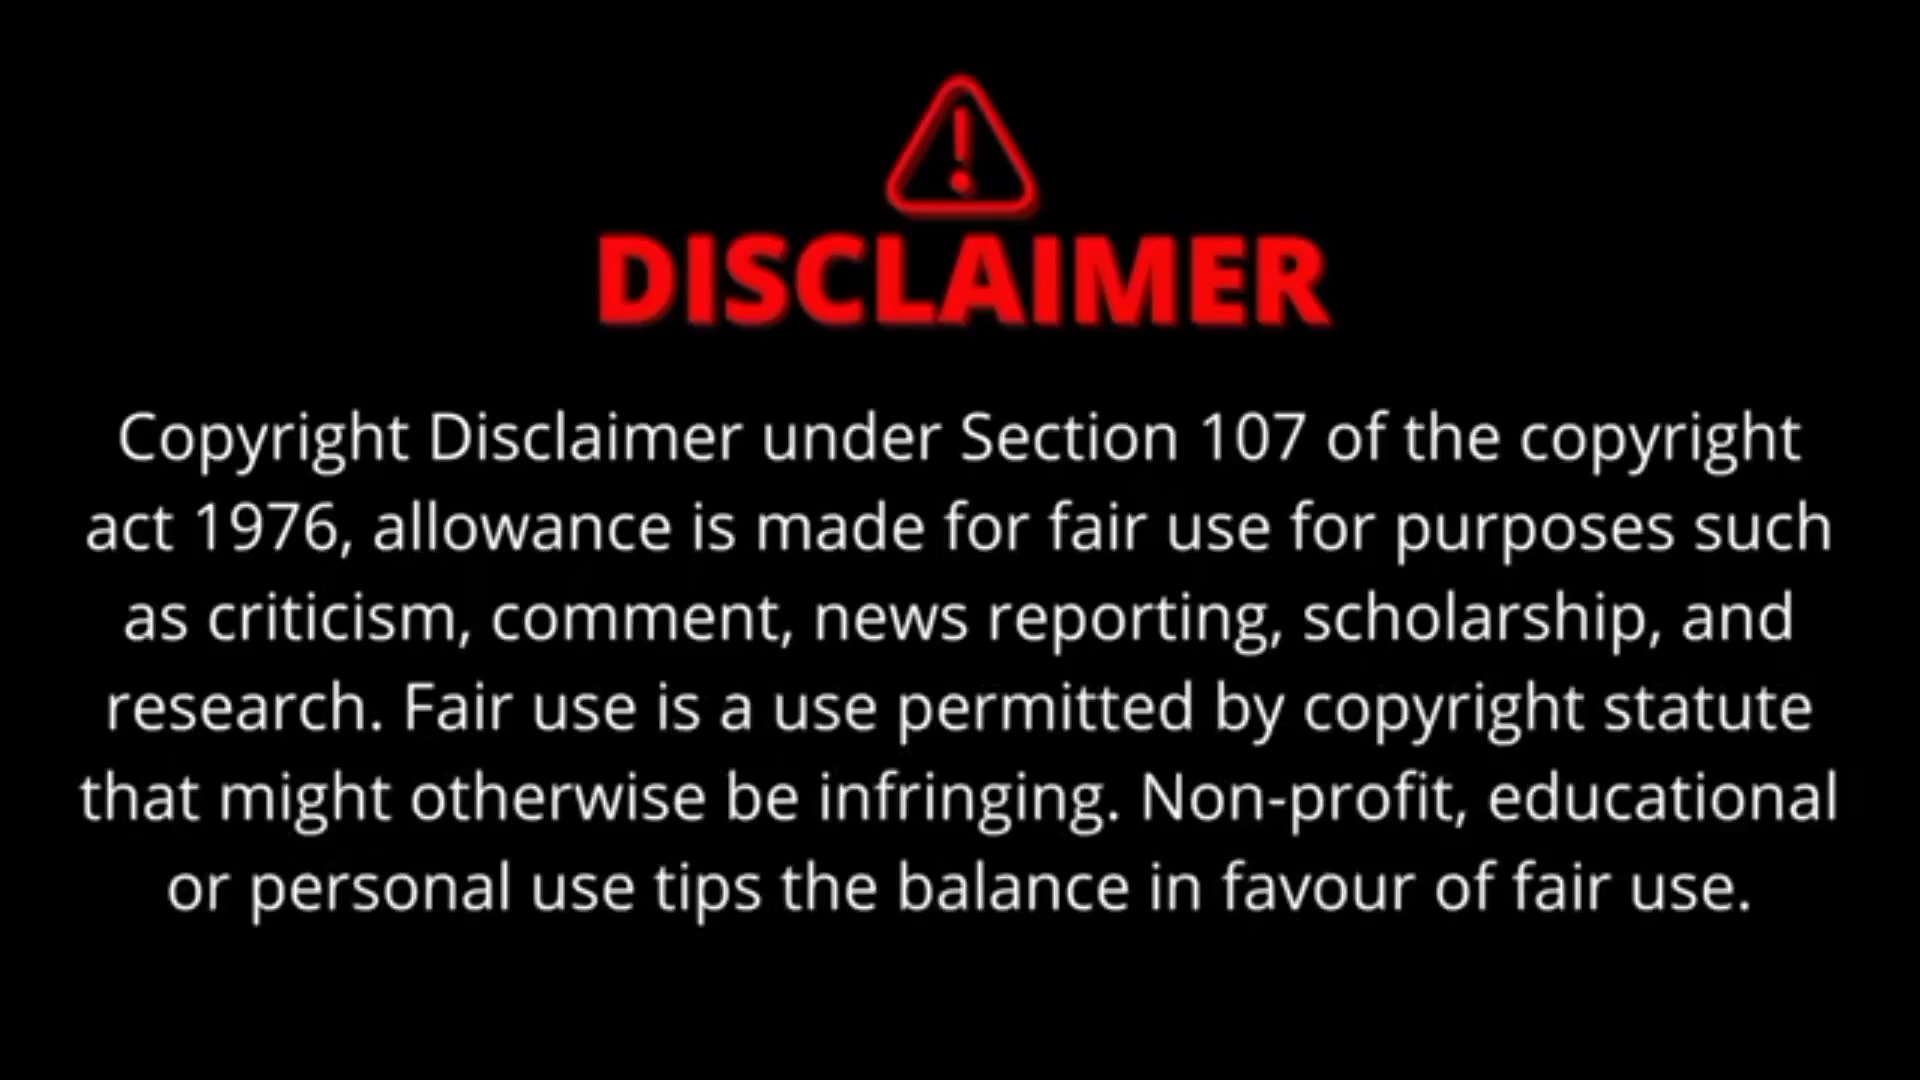 DISCLAIMER
Copyright Disclaimer under Section 107 of the copyright
act 1976, allowance is made for fair use for purposes such
as criticism, comment, news reporting, scholarship, and
research. Fair use is a use permitted by copyright statute
that might otherwise be infringing. Non-profit, educational
or personal use tips the balance in favour of fair use.